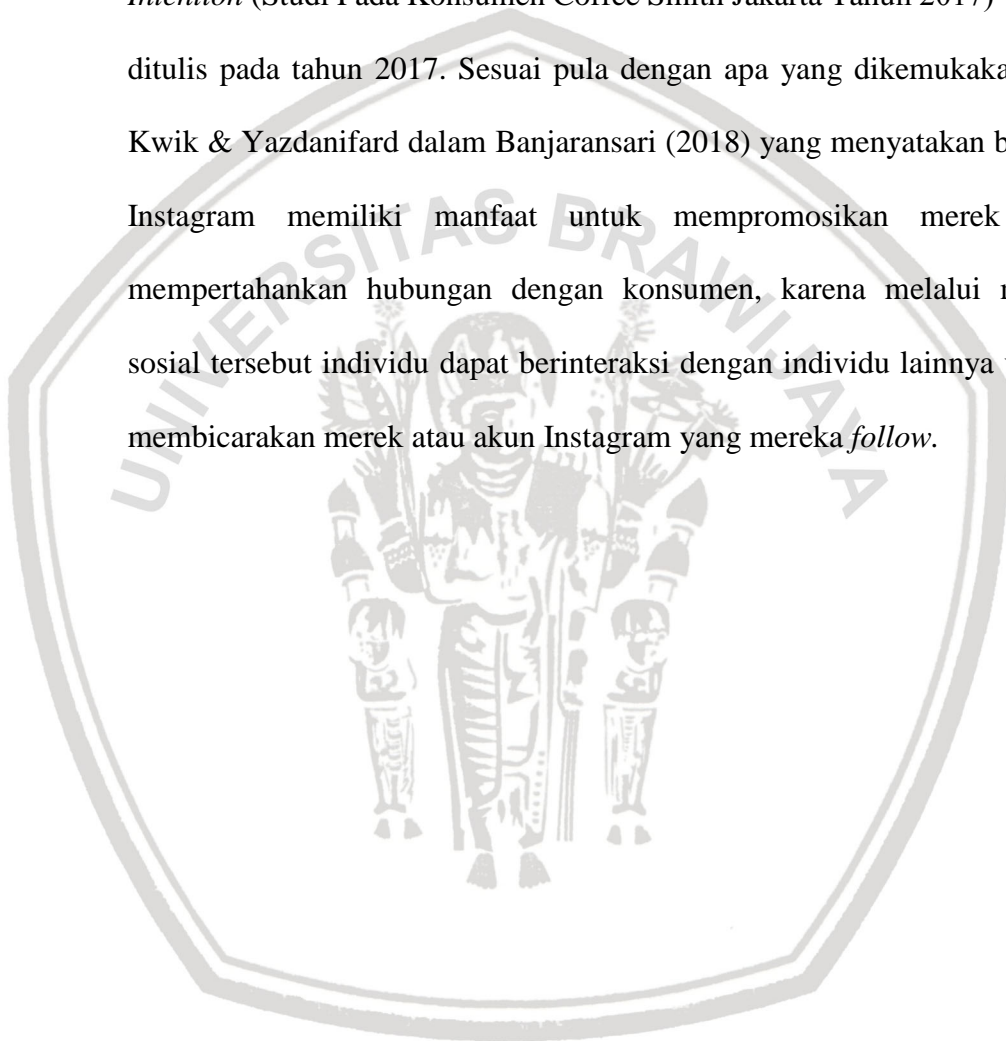 Intention (Studi Pada Konsumen Coffee Smith Jakarta Tahun 2017)
ditulis pada tahun 2017. Sesuai pula dengan apa yang dikemukaka
Kwik & Yazdanifard dalam Banjaransari (2018) yang menyatakan b
Instagram memiliki manfaat untuk mempromosikan merek
mempertahankan hubungan dengan konsumen, karena melalui
sosial tersebut individu dapat berinteraksi dengan individu lainnya
membicarakan merek atau akun Instagram yang mereka follow.
UNIVERSITAS BRAWIJAYA